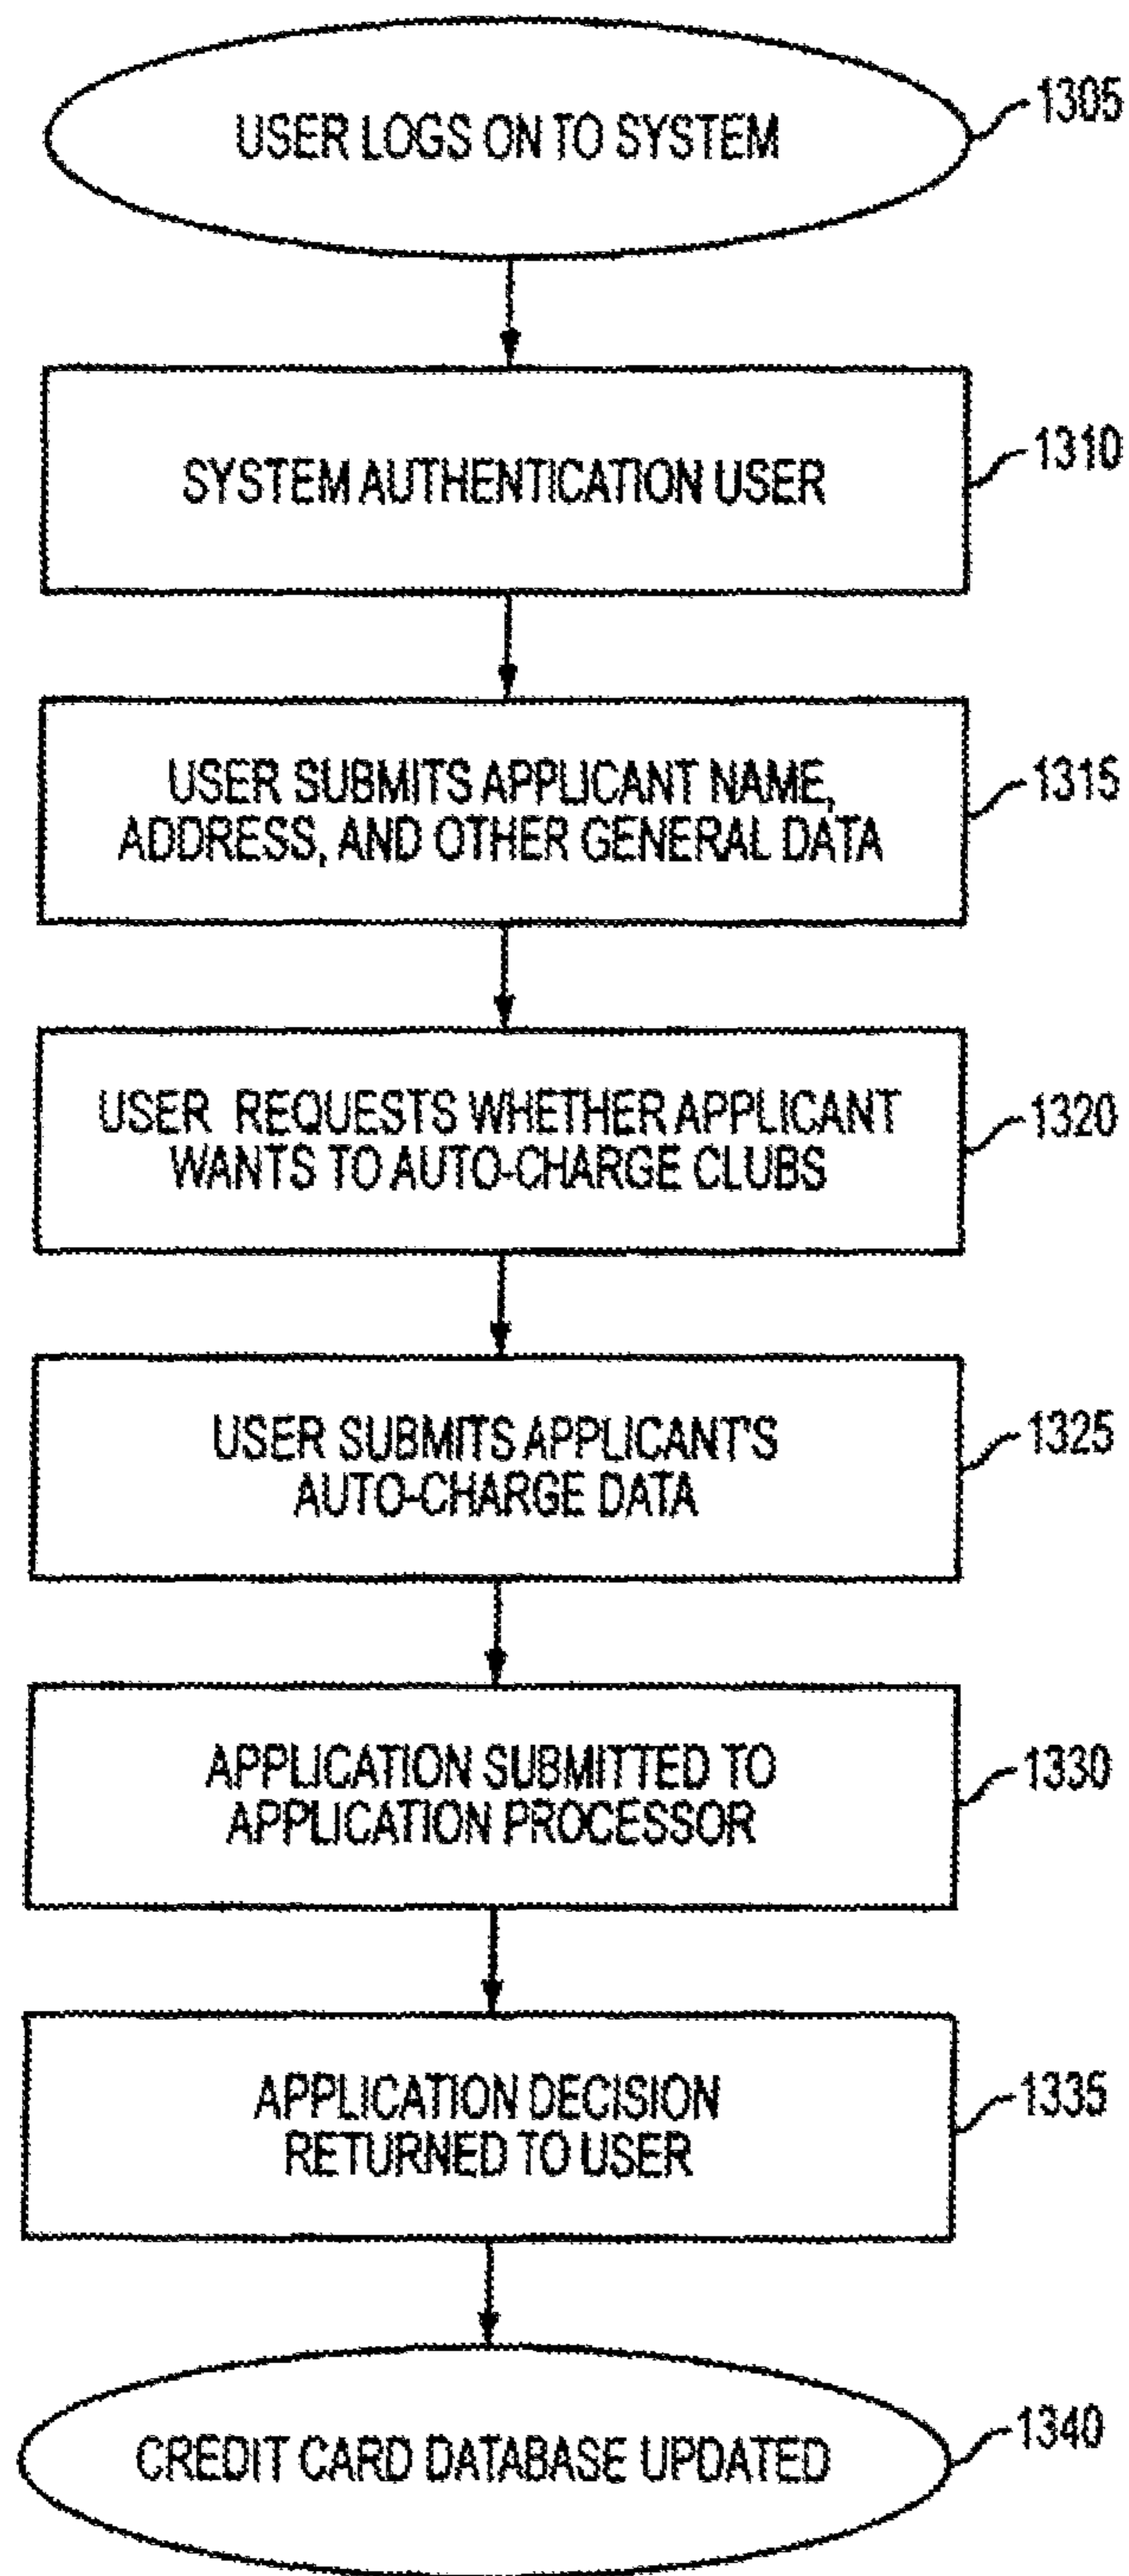 USER LOGS ON TO SYSTEM
1305
SYSTEM AUTHENTICATION USER
1310
USER SUBMITS APPLICANT NAME,
ADDRESS, AND OTHER GENERAL DATA
1315
USER REQUESTS WHETHER APPLICANT
WANTS TO AUTO-CHARGE CLUBS
1320
USER SUBMITS APPLICANT'S
AUTO-CHARGE DATA
1325
APPLICATION SUBMITTED TO
APPLICATION PROCESSOR
1330
APPLICATION DECISION
RETURNED TO USER
1335
CREDIT CARD DATABASE UPDATED
1340